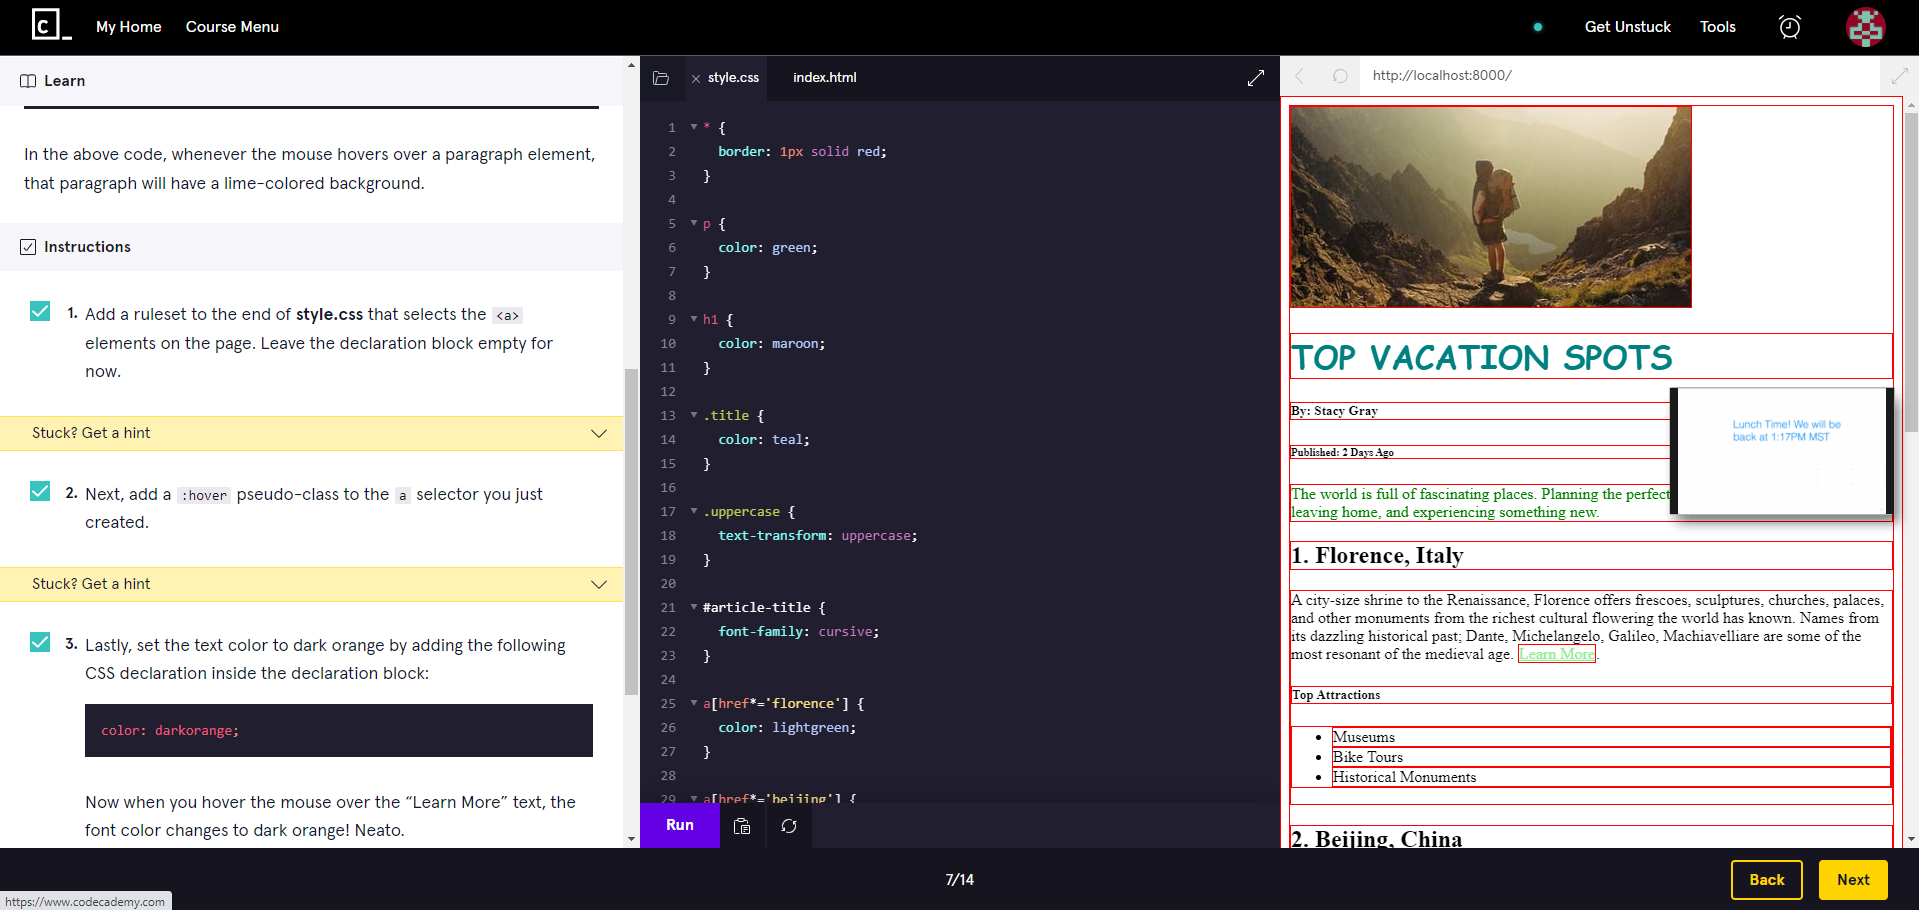 C_
My Home
Course Menu
Get Unstuck
Tools
Learn
In the above code, whenever the mouse hovers over a paragraph element,
that paragraph will have a lime-colored background.
Instructions
1. Add a ruleset to the end of style.css that selects the <a>
elements on the page. Leave the declaration block empty for
now.
Stuck? Get a hint
2. Next, add a :hover pseudo-class to the a selector you just
created.
Stuck? Get a hint
3. Lastly, set the text color to dark orange by adding the following
CSS declaration inside the declaration block:
color: darkorange;
Now when you hover the mouse over the “Learn More” text, the
font color changes to dark orange! Neato.
style.css
index.html
1 * {
2 border: 1px solid red;
3 }
4
5 p {
6 color: green;
7 }
8
9 h1 {
10 color: maroon;
11 }
12
13 .title {
14 color: teal;
15 }
16
17 .uppercase {
18 text-transform: uppercase;
19 }
20
21 #article-title {
22 font-family: cursive;
23 }
24
25 a[href*='florence'] {
26 color: lightgreen;
27 }
28
29 a[href*='beijing'] {
Run
http://localhost:8000/
TOP VACATION SPOTS
By: Stacy Gray
Published: 2 Days Ago
Lunch Time! We will be
back at 1:17PM MST
The world is full of fascinating places. Planning the perfect
leaving home, and experiencing something new.
1. Florence, Italy
A city-size shrine to the Renaissance, Florence offers frescoes, sculptures, churches, palaces,
and other monuments from the richest cultural flowering the world has known. Names from
its dazzling historical past; Dante, Michelangelo, Galileo, Machiavelliare are some of the
most resonant of the medieval age. Learn More.
Top Attractions
Museums
Bike Tours
Historical Monuments
2. Beijing, China
7/14
Back
Next
https://www.codecademy.com